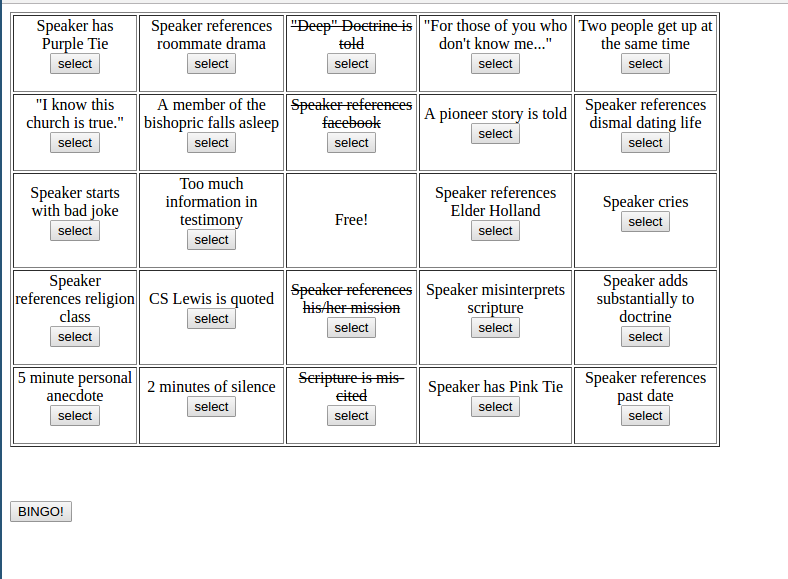 Speaker has
Purple Tie
select
Speaker references
roommate drama
select
"Deep" Doctrine is
told
select
"For those of you who
don't know me..."
select
Two people get up at
the same time
select
"I know this
church is true."
select
A member of the
bishopric falls asleep
select
Speaker references
facebook
select
A pioneer story is told
select
Speaker references
dismal dating life
select
Speaker starts
with bad joke
select
Too much
information in
testimony
select
Free!
Speaker references
Elder Holland
select
Speaker cries
select
Speaker
references religion
class
select
CS Lewis is quoted
select
Speaker references
his/her mission
select
Speaker misinterprets
scripture
select
Speaker adds
substantially to
doctrine
select
5 minute personal
anecdote
select
2 minutes of silence
select
Scripture is mis-
cited
select
Speaker has Pink Tie
select
Speaker references
past date
select
BINGO!